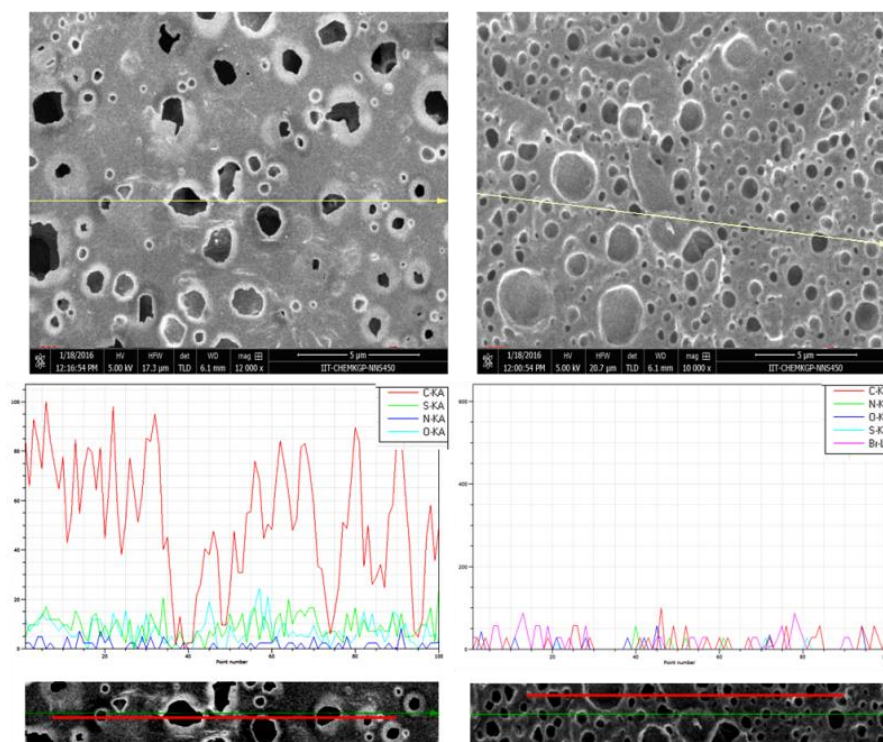 1/18/2016 HV HFW det WD mag ⊞ 5 µm
12:16:54 PM 5.00 kV 17.3 µm TLD 6.1 mm 12 000 x IIT-CHEMKGP-NNS450
1/18/2016 HV HFW det WD mag ⊞ 5 µm
12:00:54 PM 5.00 kV 20.7 µm TLD 6.1 mm 10 000 x IIT-CHEMKGP-NNS450
C-KA
S-KA
N-KA
O-KA
100
80
60
40
20
0
20 40 60 80 100
Point number
C-K
N-K
O-K
S-K
Br-L
600
400
200
0
20 40 60 80
Point number